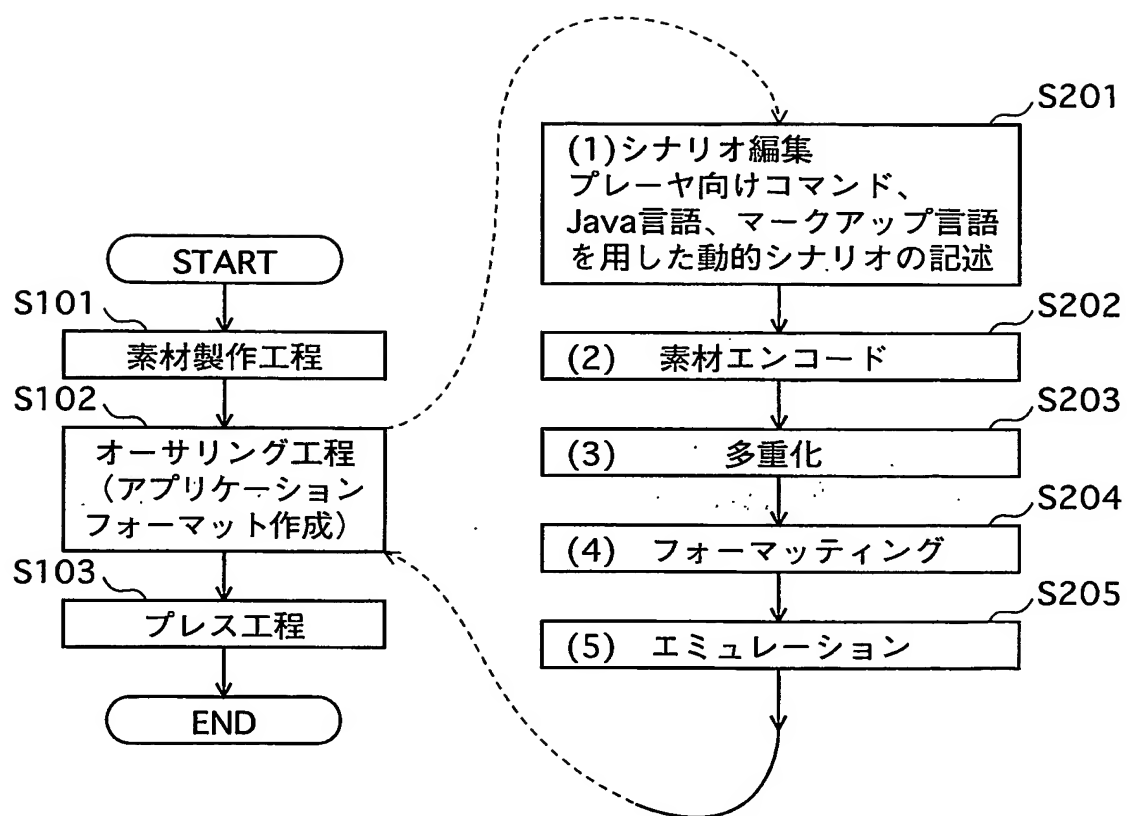 START
S101
素材製作工程
S102
オーサリング工程
（アプリケーション
フォーマット作成）
S103
プレス工程
END
S201
(1)シナリオ編集
プレーヤ向けコマンド、
Java言語、マークアップ言語
を用した動的シナリオの記述
S202
(2) 素材エンコード
S203
(3) 多重化
S204
(4) フォーマッティング
S205
(5) エミュレーション